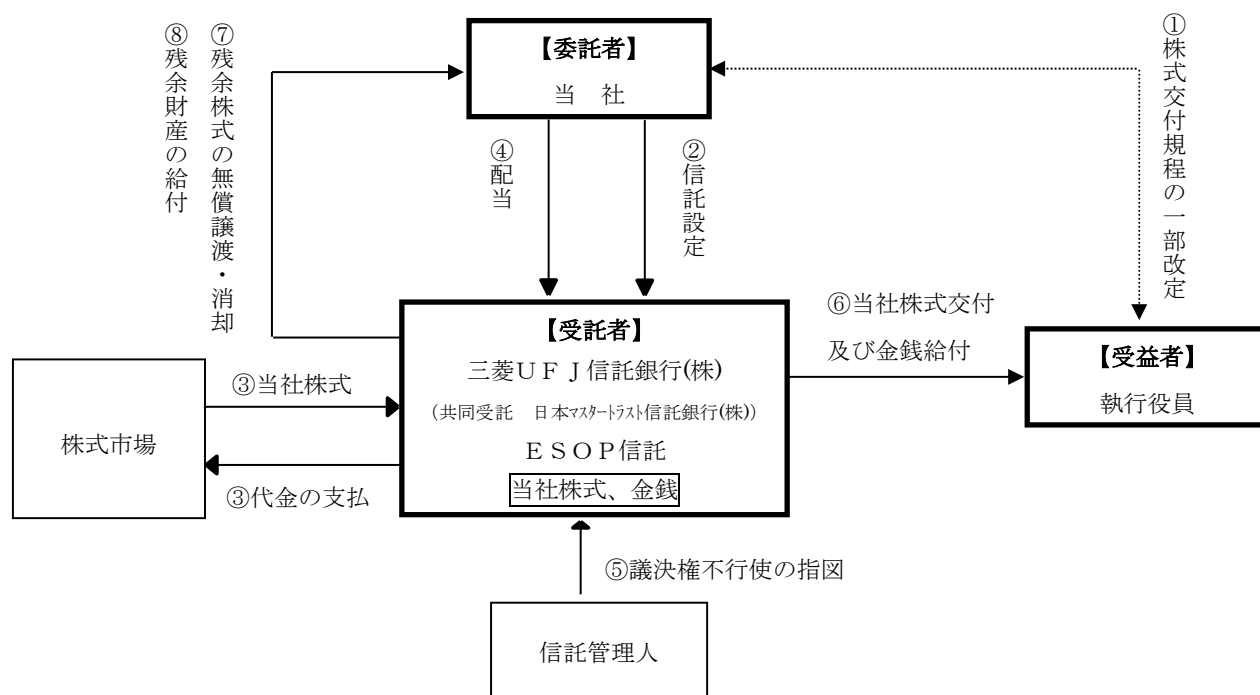 ⑧残余財産の給付
⑦残余株式の無償譲渡・消却
【委託者】
当　社
①株式交付規程の一部改定
④配当
②信託設定
【受託者】
三菱ＵＦＪ信託銀行(株)
（共同受託　日本ﾏｽﾀｰﾄﾗｽﾄ信託銀行(株)）
ＥＳＯＰ信託
当社株式、金銭
⑥当社株式交付
及び金銭給付
【受益者】
執行役員
株式市場
③当社株式
③代金の支払
⑤議決権不行使の指図
信託管理人